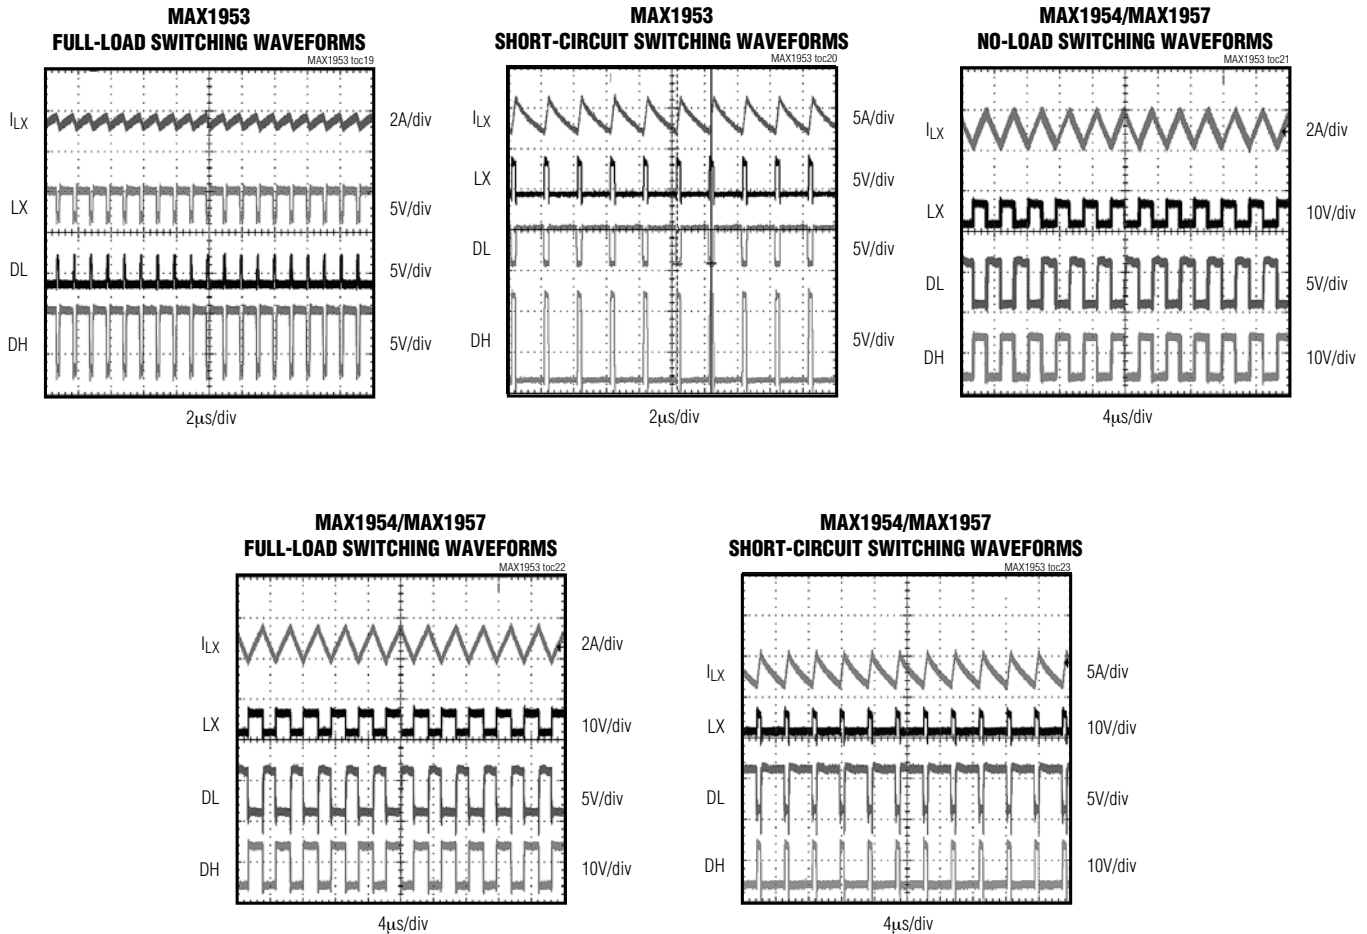 MAX1953
FULL-LOAD SWITCHING WAVEFORMS
MAX1953 toc19
ILX
2A/div
LX
5V/div
DL
5V/div
DH
5V/div
2µs/div
MAX1953
SHORT-CIRCUIT SWITCHING WAVEFORMS
MAX1953 toc20
ILX
5A/div
LX
5V/div
DL
5V/div
DH
5V/div
2µs/div
MAX1954/MAX1957
NO-LOAD SWITCHING WAVEFORMS
MAX1953 toc21
ILX
2A/div
LX
10V/div
DL
5V/div
DH
10V/div
4µs/div
MAX1954/MAX1957
FULL-LOAD SWITCHING WAVEFORMS
MAX1953 toc22
ILX
2A/div
LX
10V/div
DL
5V/div
DH
10V/div
4µs/div
MAX1954/MAX1957
SHORT-CIRCUIT SWITCHING WAVEFORMS
MAX1953 toc23
ILX
5A/div
LX
10V/div
DL
5V/div
DH
10V/div
4µs/div